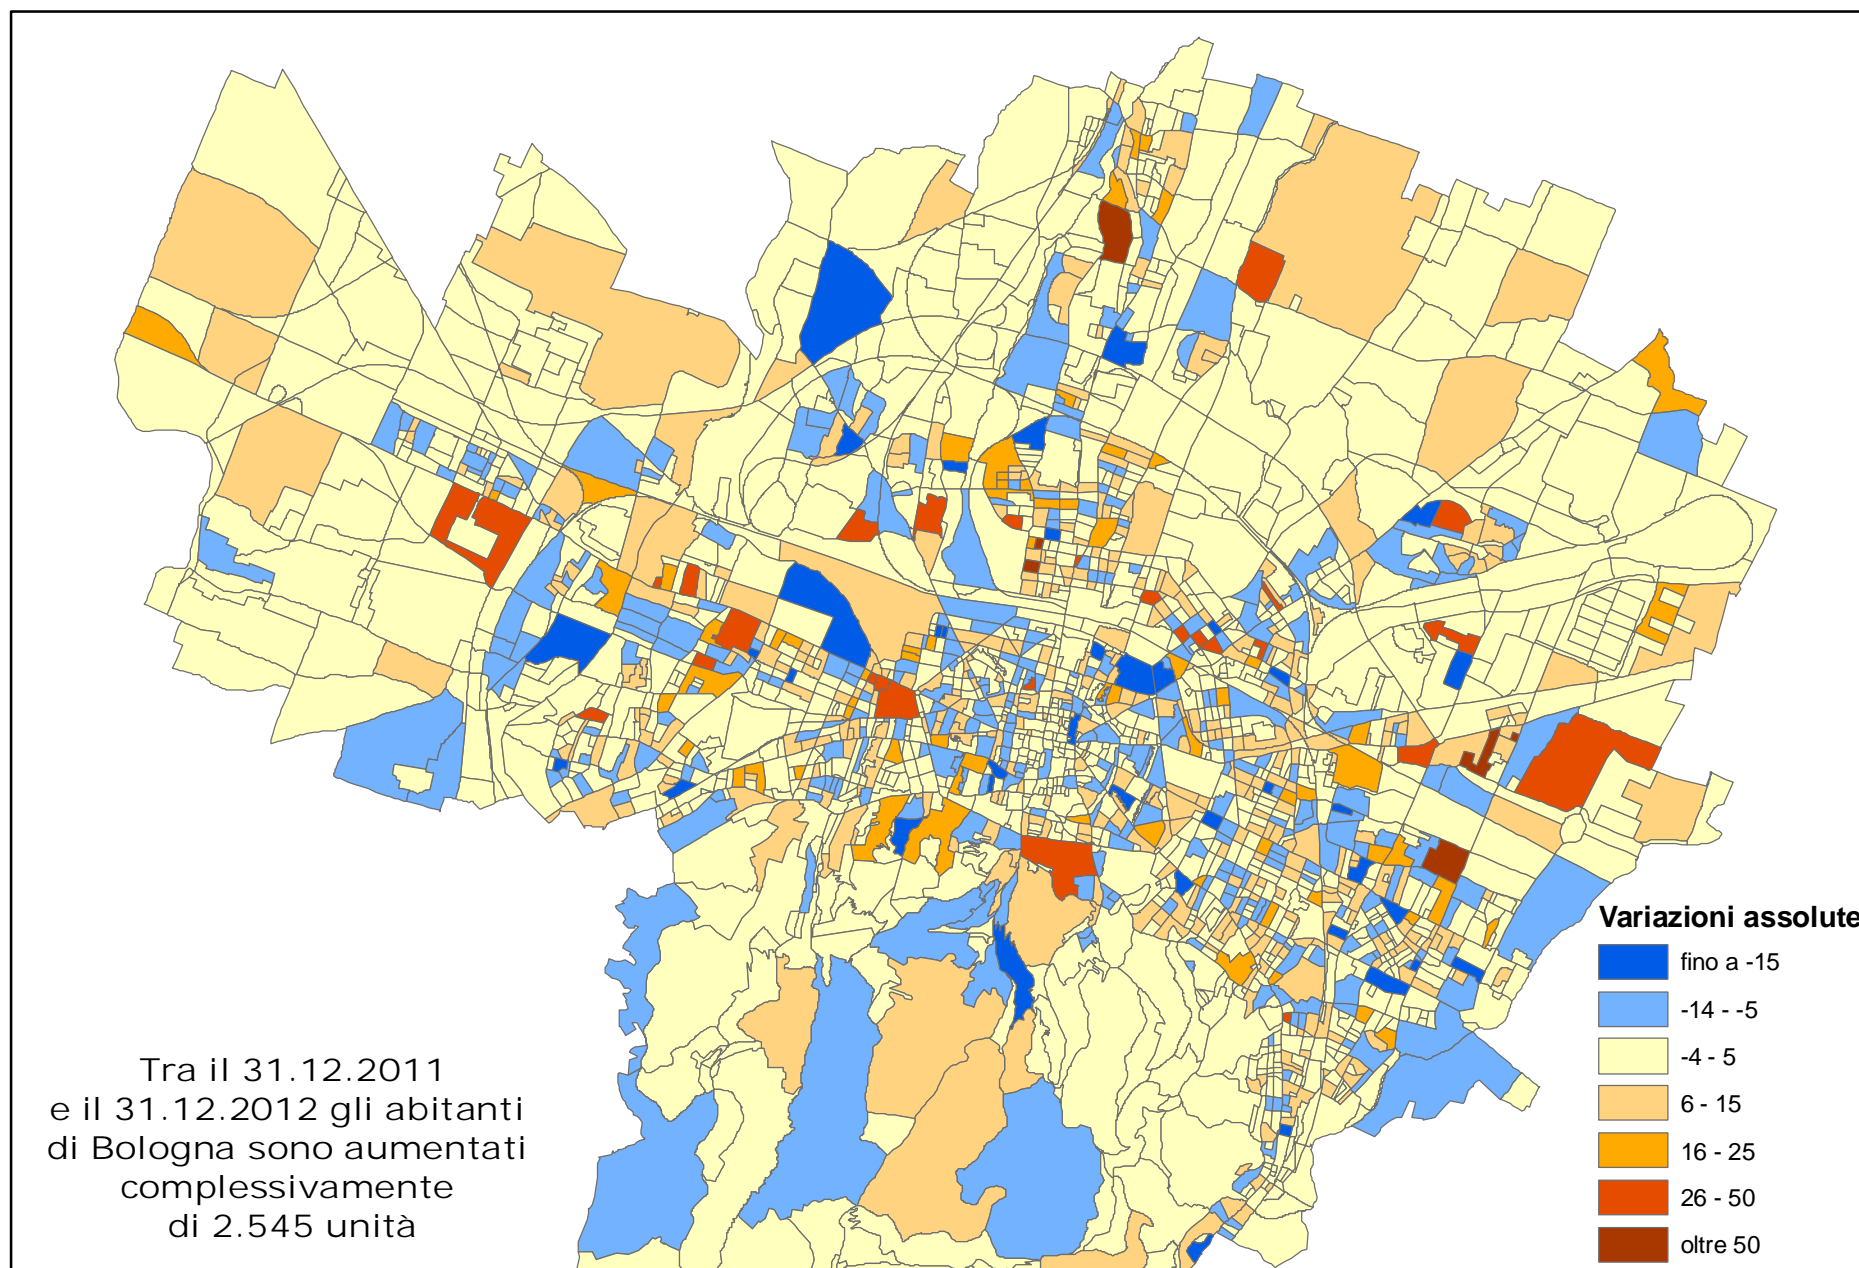 Tra il 31.12.2011
e il 31.12.2012 gli abitanti
di Bologna sono aumentati
complessivamente
di 2.545 unità
Variazioni assolute
fino a -15
-14 - -5
-4 - 5
6 - 15
16 - 25
26 - 50
oltre 50